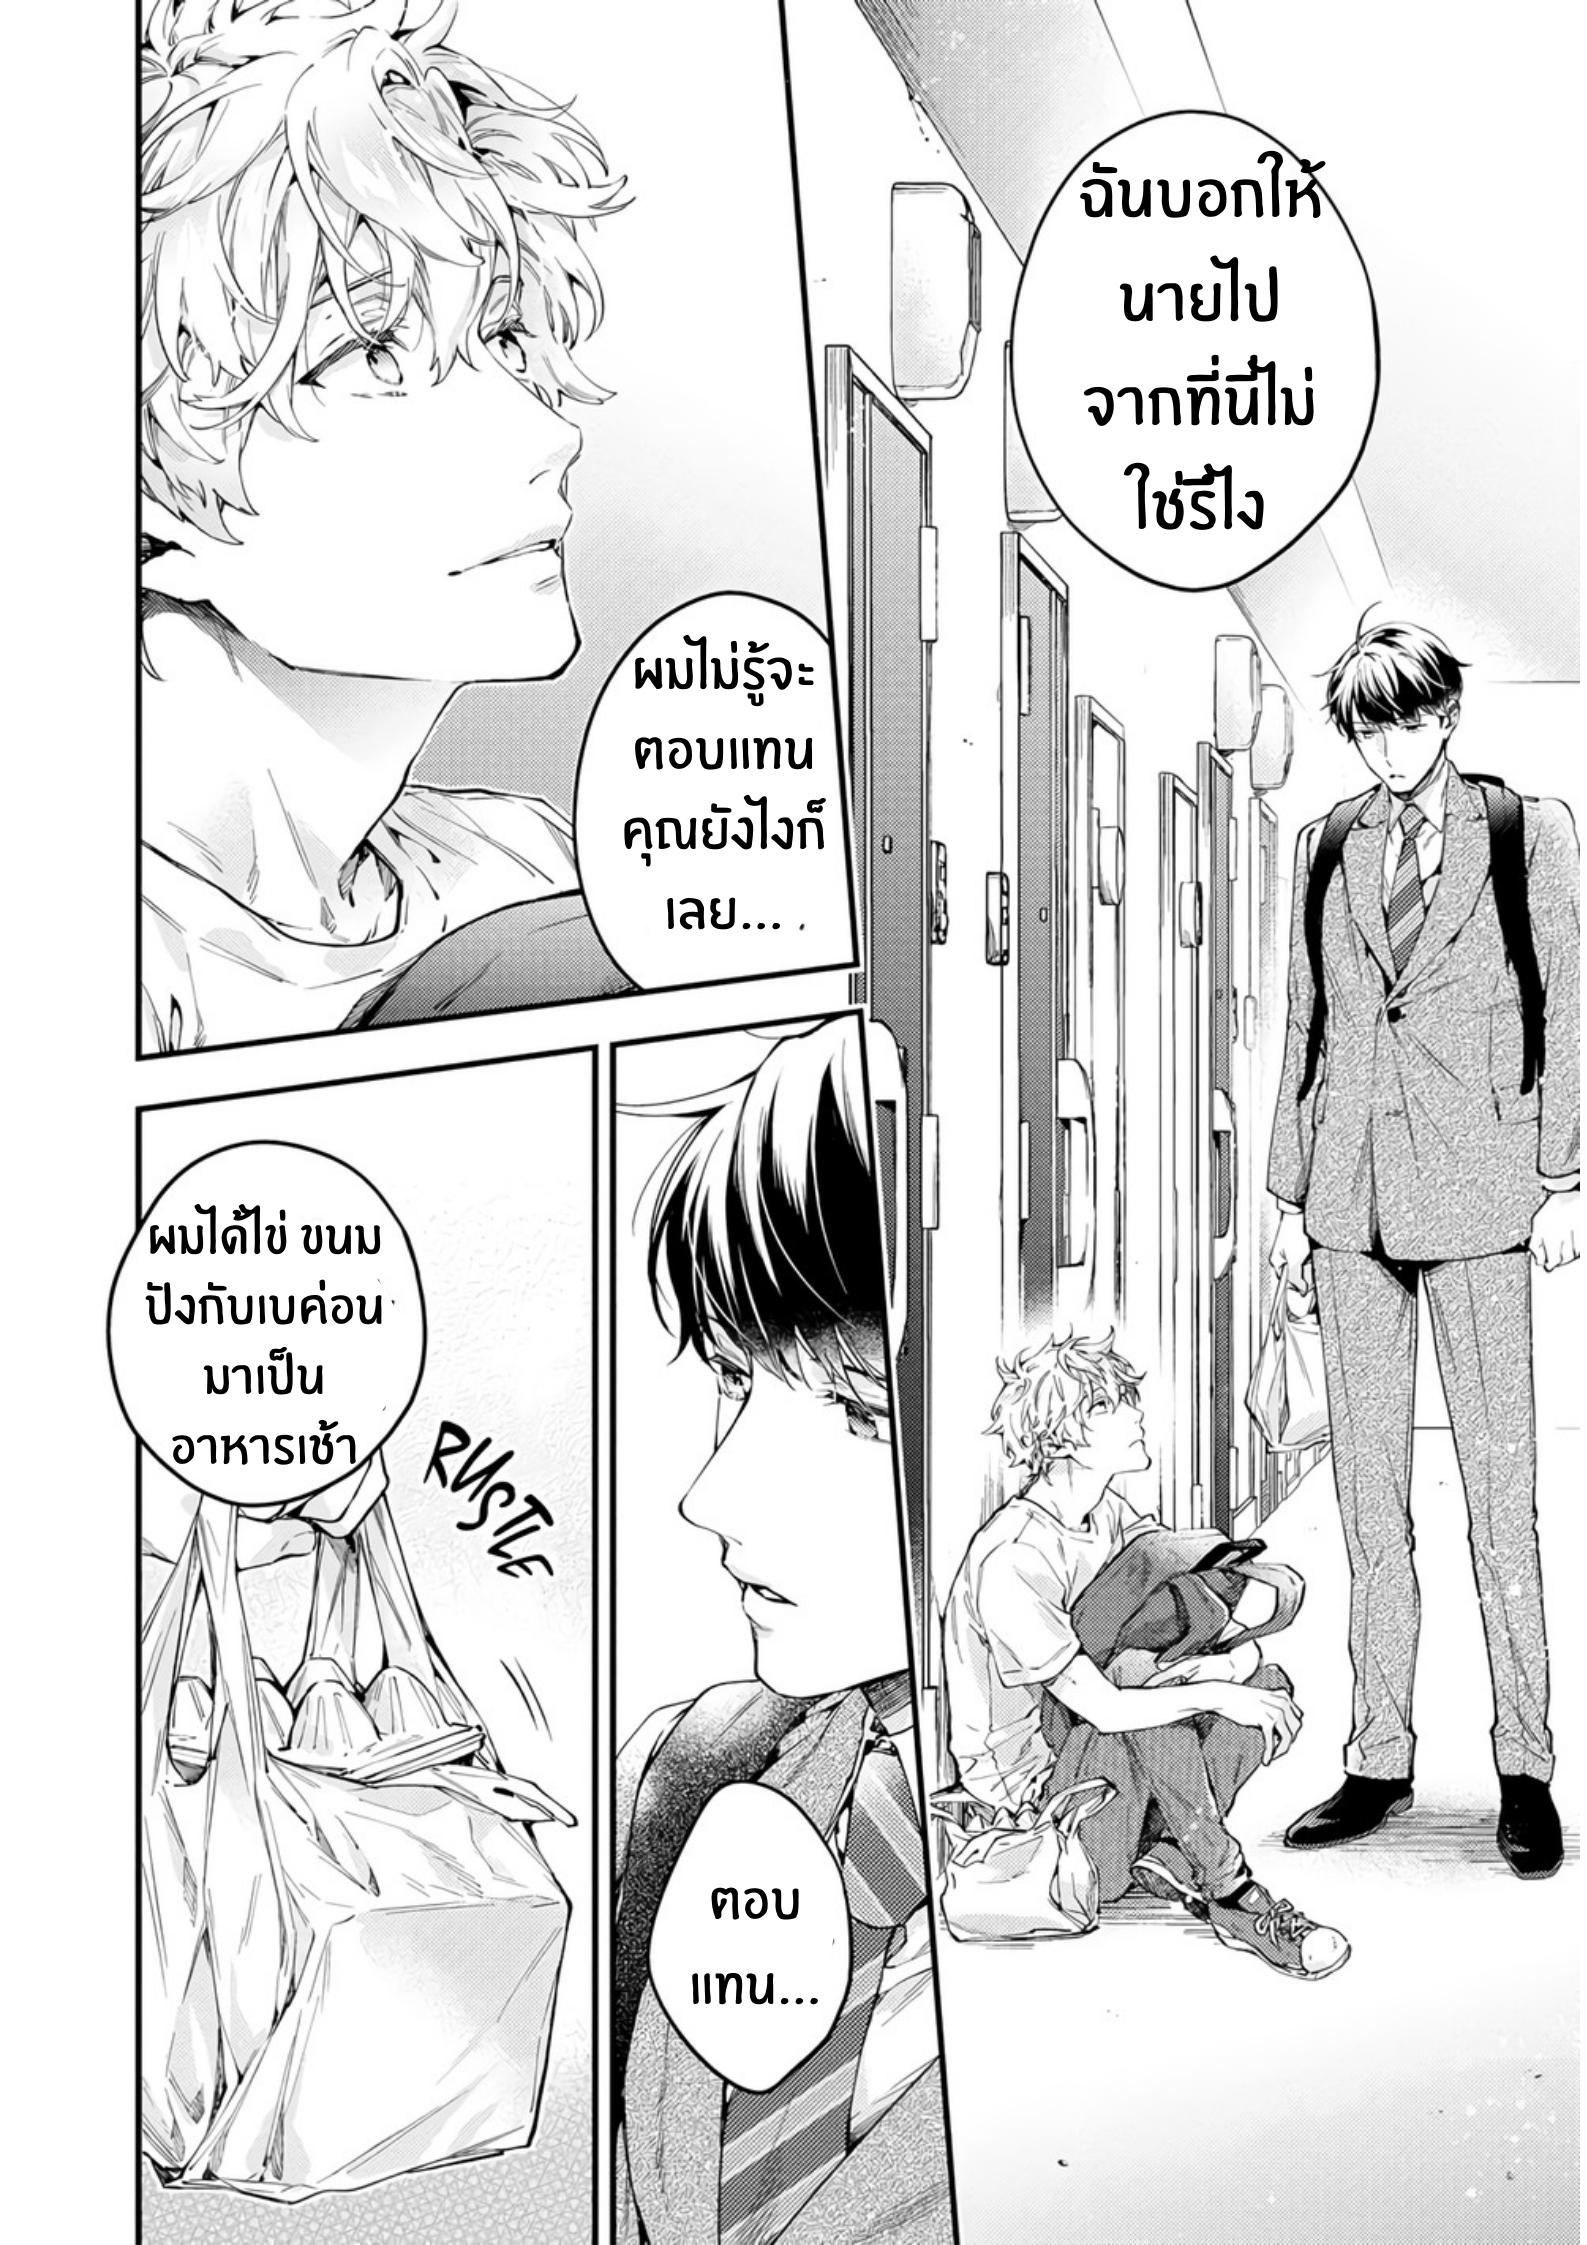 ฉันบอกให้
นายไป
จากที่นี่ไม่
ใช่รึไง
ผมไม่รู้จะ
ตอบแทน
คุณยังไงก็
เลย...
ตอบ
แทน...
ผมได้ไข่ ขนม
ปังกับเบค่อน
มาเป็น
อาหารเช้า
RUSTLE